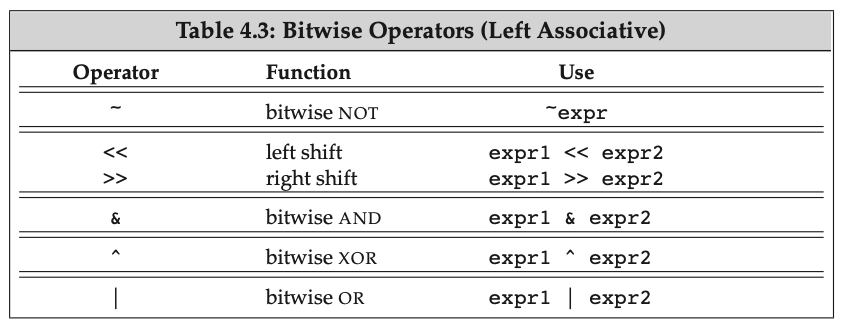 Table 4.3: Bitwise Operators (Left Associative)
Operator Function Use
~ bitwise NOT ~expr
<< left shift expr1 << expr2
>> right shift expr1 >> expr2
& bitwise AND expr1 & expr2
^ bitwise XOR expr1 ^ expr2
| bitwise OR expr1 | expr2